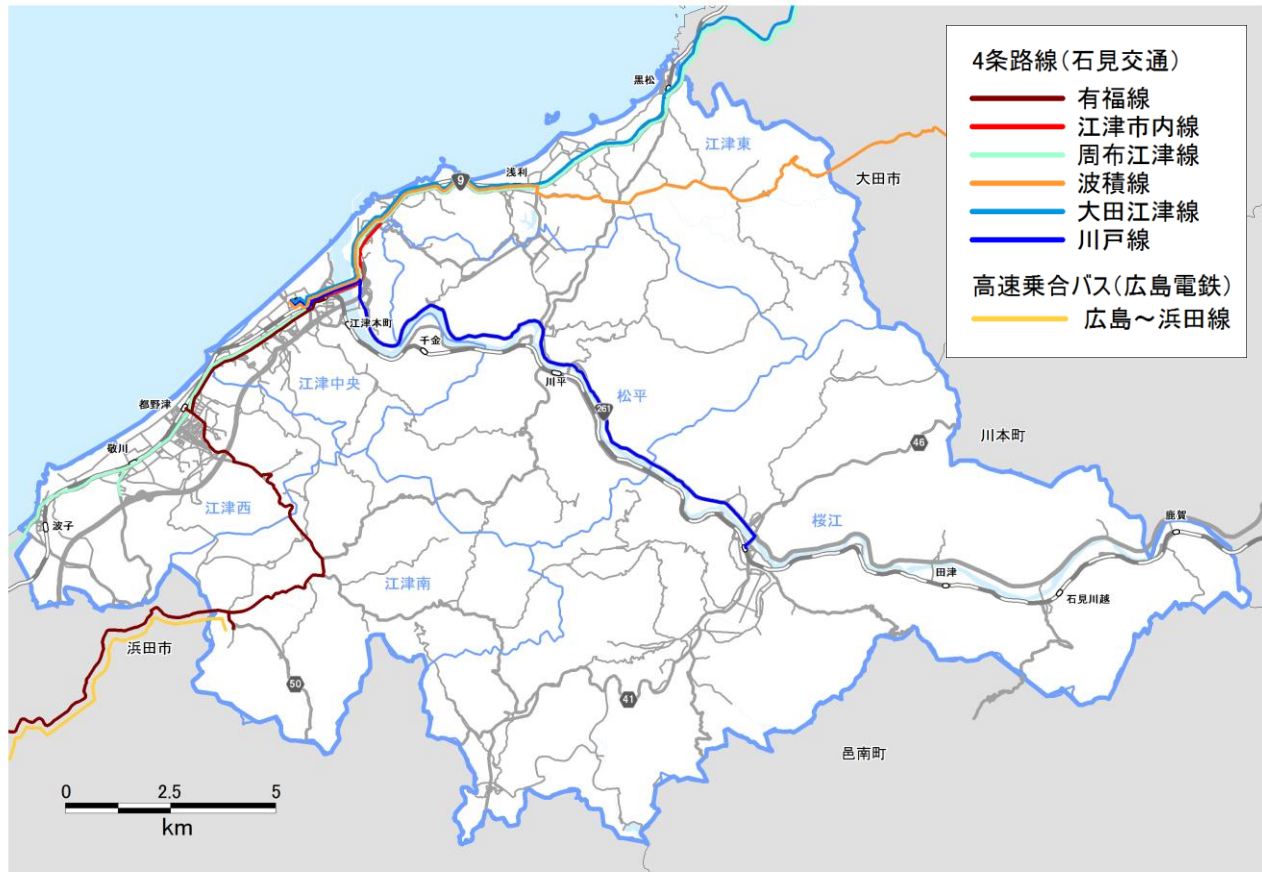 4条路線(石見交通)
有福線
江津市内線
周布江津線
波積線
大田江津線
川戸線
高速乗合バス(広島電鉄)
広島~浜田線
黒松
江津東
浅利
9
大田市
江津本町
千金
江津中央
川平
松平
都野津
261
敬川
46
川本町
江津西
波子
桜江
鹿賀
田津
江津南
石見川越
浜田市
50
41
邑南町
0 2.5 5
km